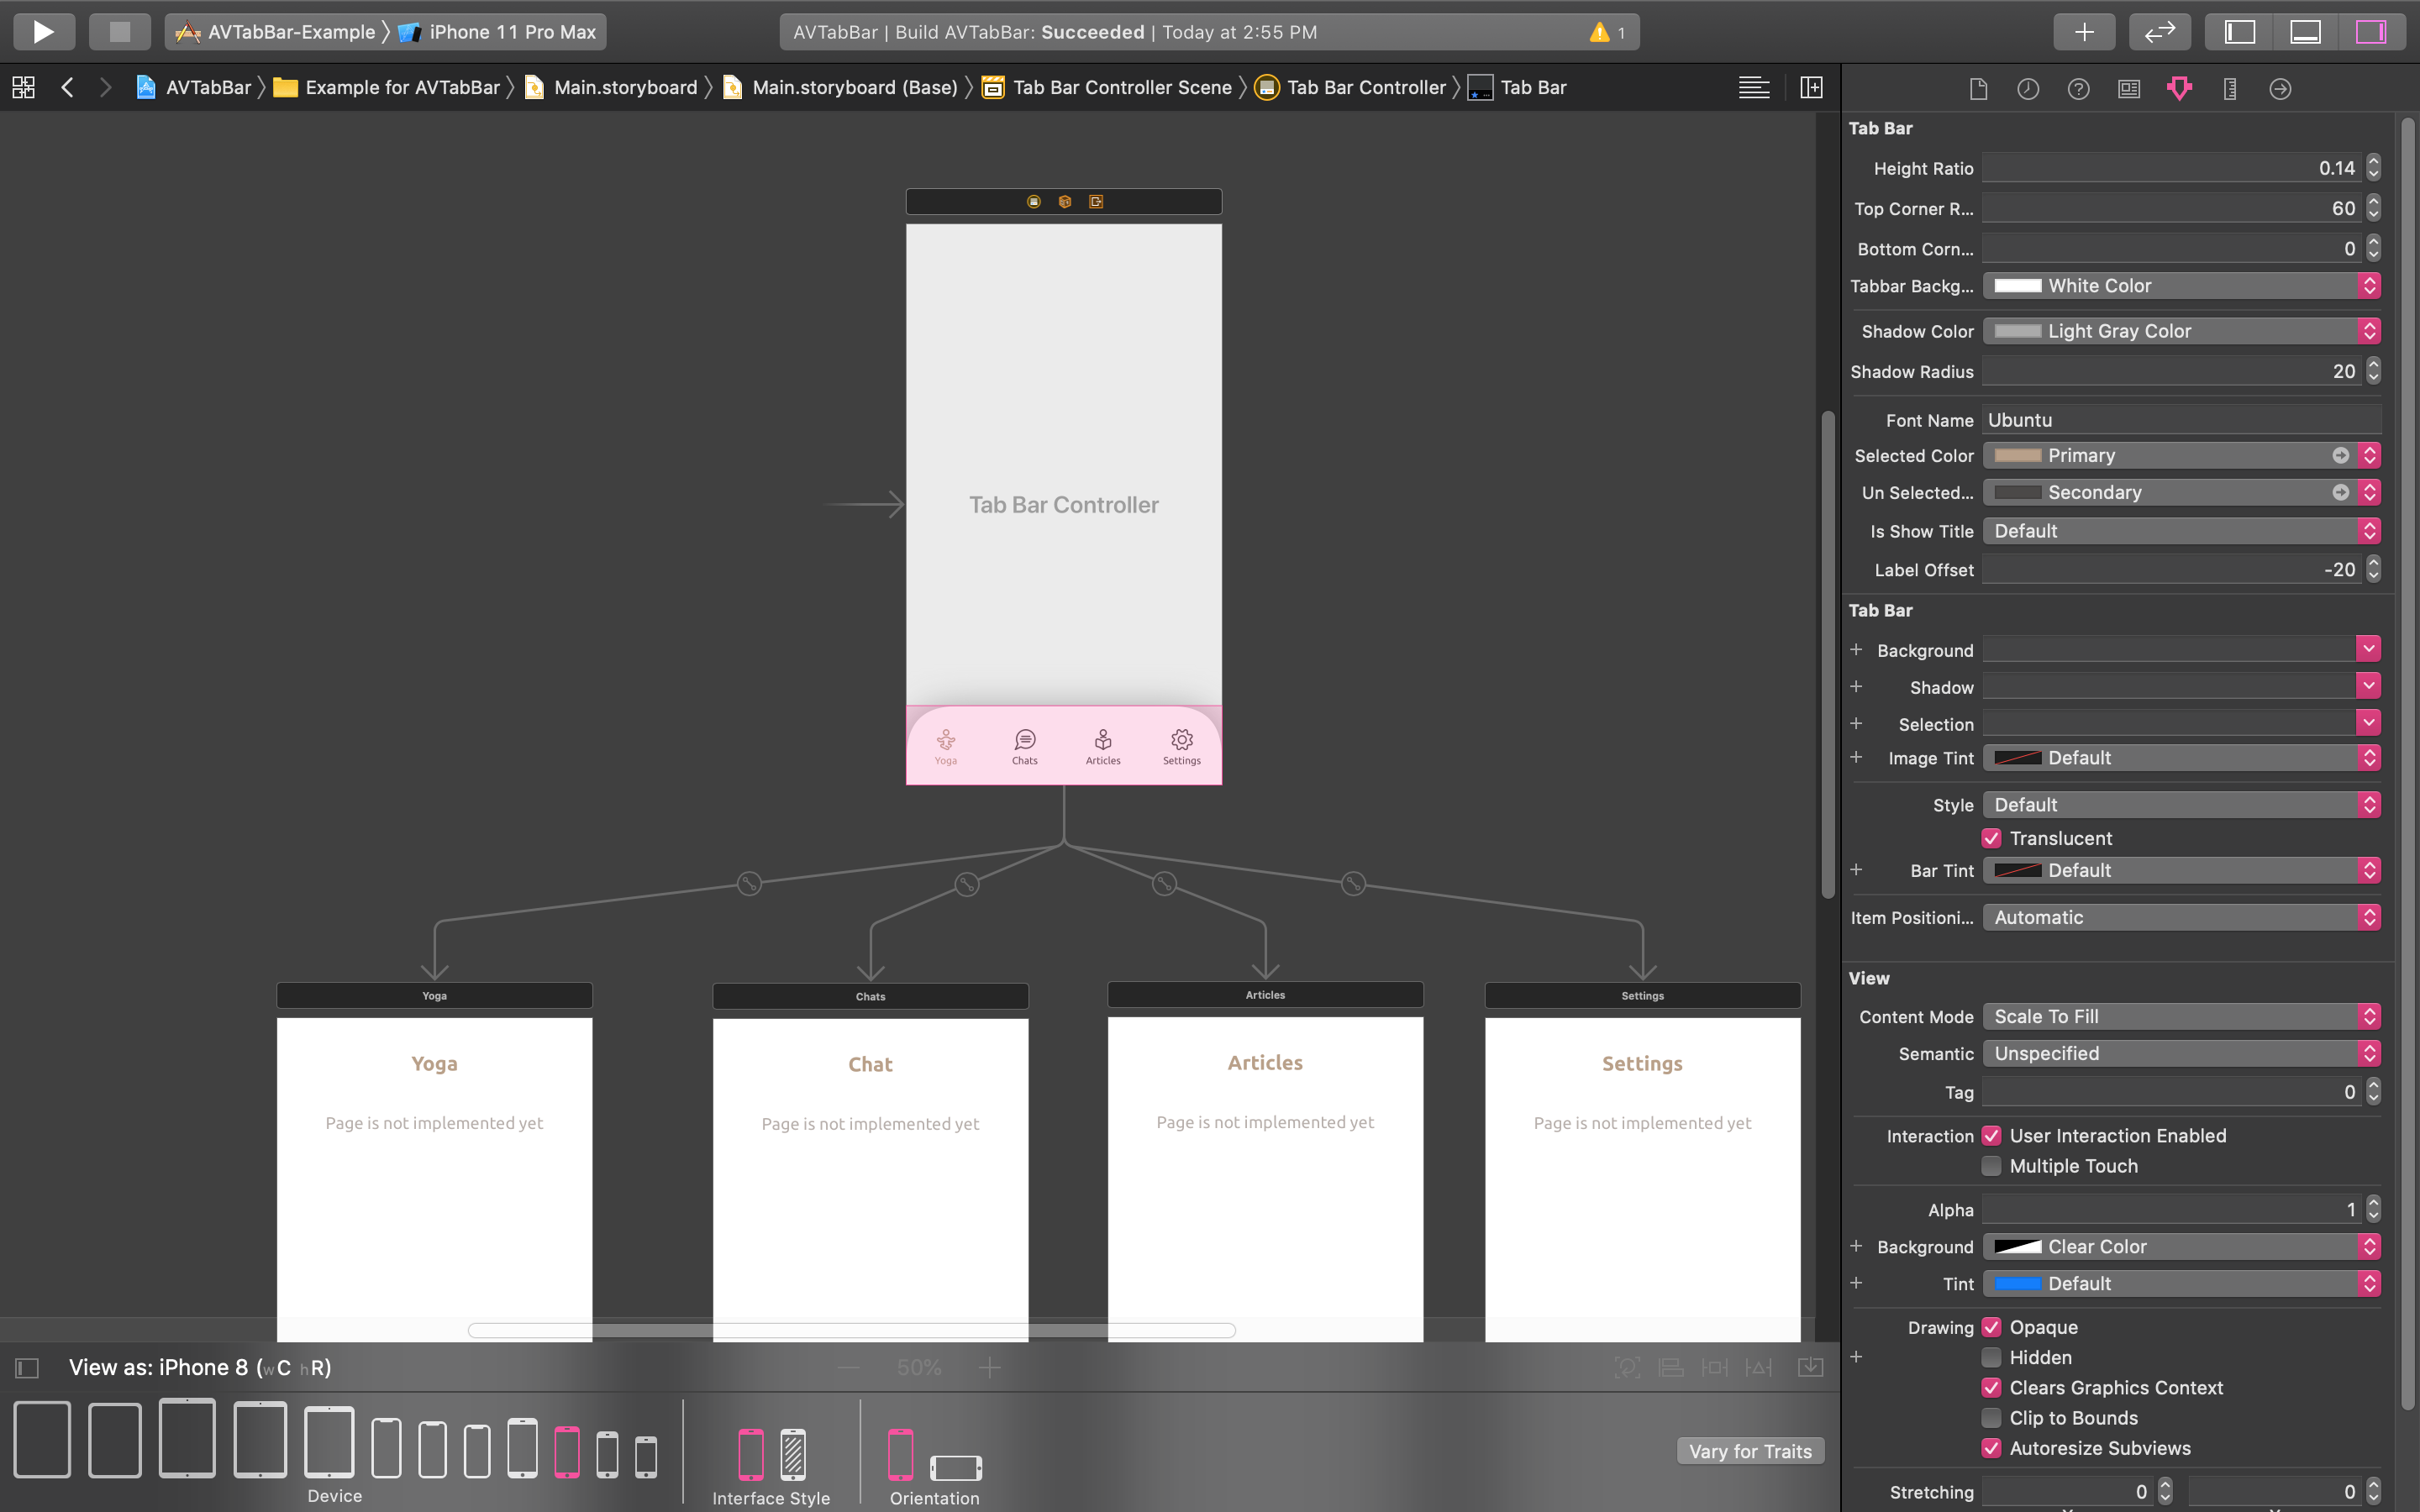 AVTabBar-Example 〉 iPhone 11 Pro Max
AVTabBar | Build AVTabBar: Succeeded | Today at 2:55 PM
1
AVTabBar 〉 Example for AVTabBar 〉 Main.storyboard 〉 Main.storyboard (Base) 〉 Tab Bar Controller Scene 〉 Tab Bar Controller 〉 Tab Bar
Tab Bar Controller
Yoga Chats Articles Settings
Yoga
Yoga
Page is not implemented yet
Chats
Chat
Page is not implemented yet
Articles
Articles
Page is not implemented yet
Settings
Settings
Page is not implemented yet
View as: iPhone 8 (wC hR)
50%
Device
Interface Style
Orientation
Vary for Traits
Tab Bar
Height Ratio 0.14
Top Corner R... 60
Bottom Corn... 0
Tabbar Backg... White Color
Shadow Color Light Gray Color
Shadow Radius 20
Font Name Ubuntu
Selected Color Primary
Un Selected... Secondary
Is Show Title Default
Label Offset -20
Tab Bar
+ Background
+ Shadow
+ Selection
+ Image Tint Default
Style Default
Translucent
+ Bar Tint Default
Item Positioni... Automatic
View
Content Mode Scale To Fill
Semantic Unspecified
Tag 0
Interaction User Interaction Enabled
Multiple Touch
Alpha 1
+ Background Clear Color
+ Tint Default
Drawing Opaque
+ Hidden
Clears Graphics Context
Clip to Bounds
Autoresize Subviews
Stretching 0 0